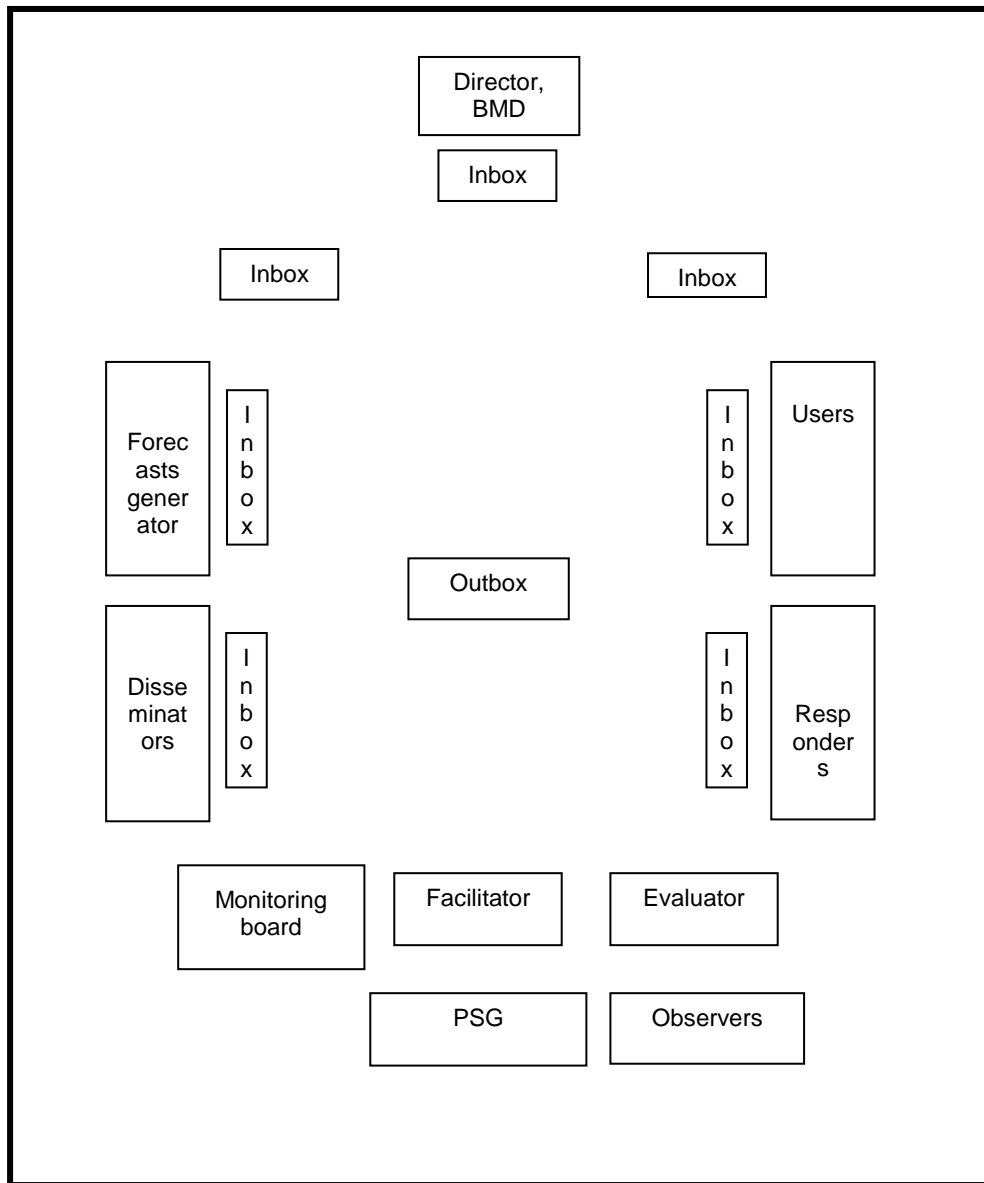 Director,
BMD
Inbox
Inbox
Inbox
Forec
asts
gener
ator
I
n
b
o
x
I
n
b
o
x
Users
Outbox
Disse
minat
ors
I
n
b
o
x
I
n
b
o
x
Resp
onder
s
Monitoring
board
Facilitator
Evaluator
PSG
Observers